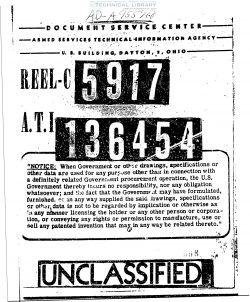 TECHNICAL LIBRARY
DOCUMENT SERVICE CENTER
ARMED SERVICES TECHNICAL INFORMATION AGENCY
U. B. BUILDING, DAYTON, 2, OHIO
REEL-C 5917
A.T.I. 136454
"NOTICE: When Government or other drawings, specifications or
other data are used for any purpose other than in connection with
a definitely related Government procurement operation, the U.S.
Government thereby incurs no responsibility, nor any obligation
whatsoever; and the fact that the Government may have formulated,
furnished, or in any way supplied the said drawings, specifications
or other data is not to be regarded by implication or otherwise as
in any manner licensing the holder or any other person or corpora-
tion, or conveying any rights or permission to manufacture, use or
sell any patented invention that may in any way be related thereto."
UNCLASSIFIED